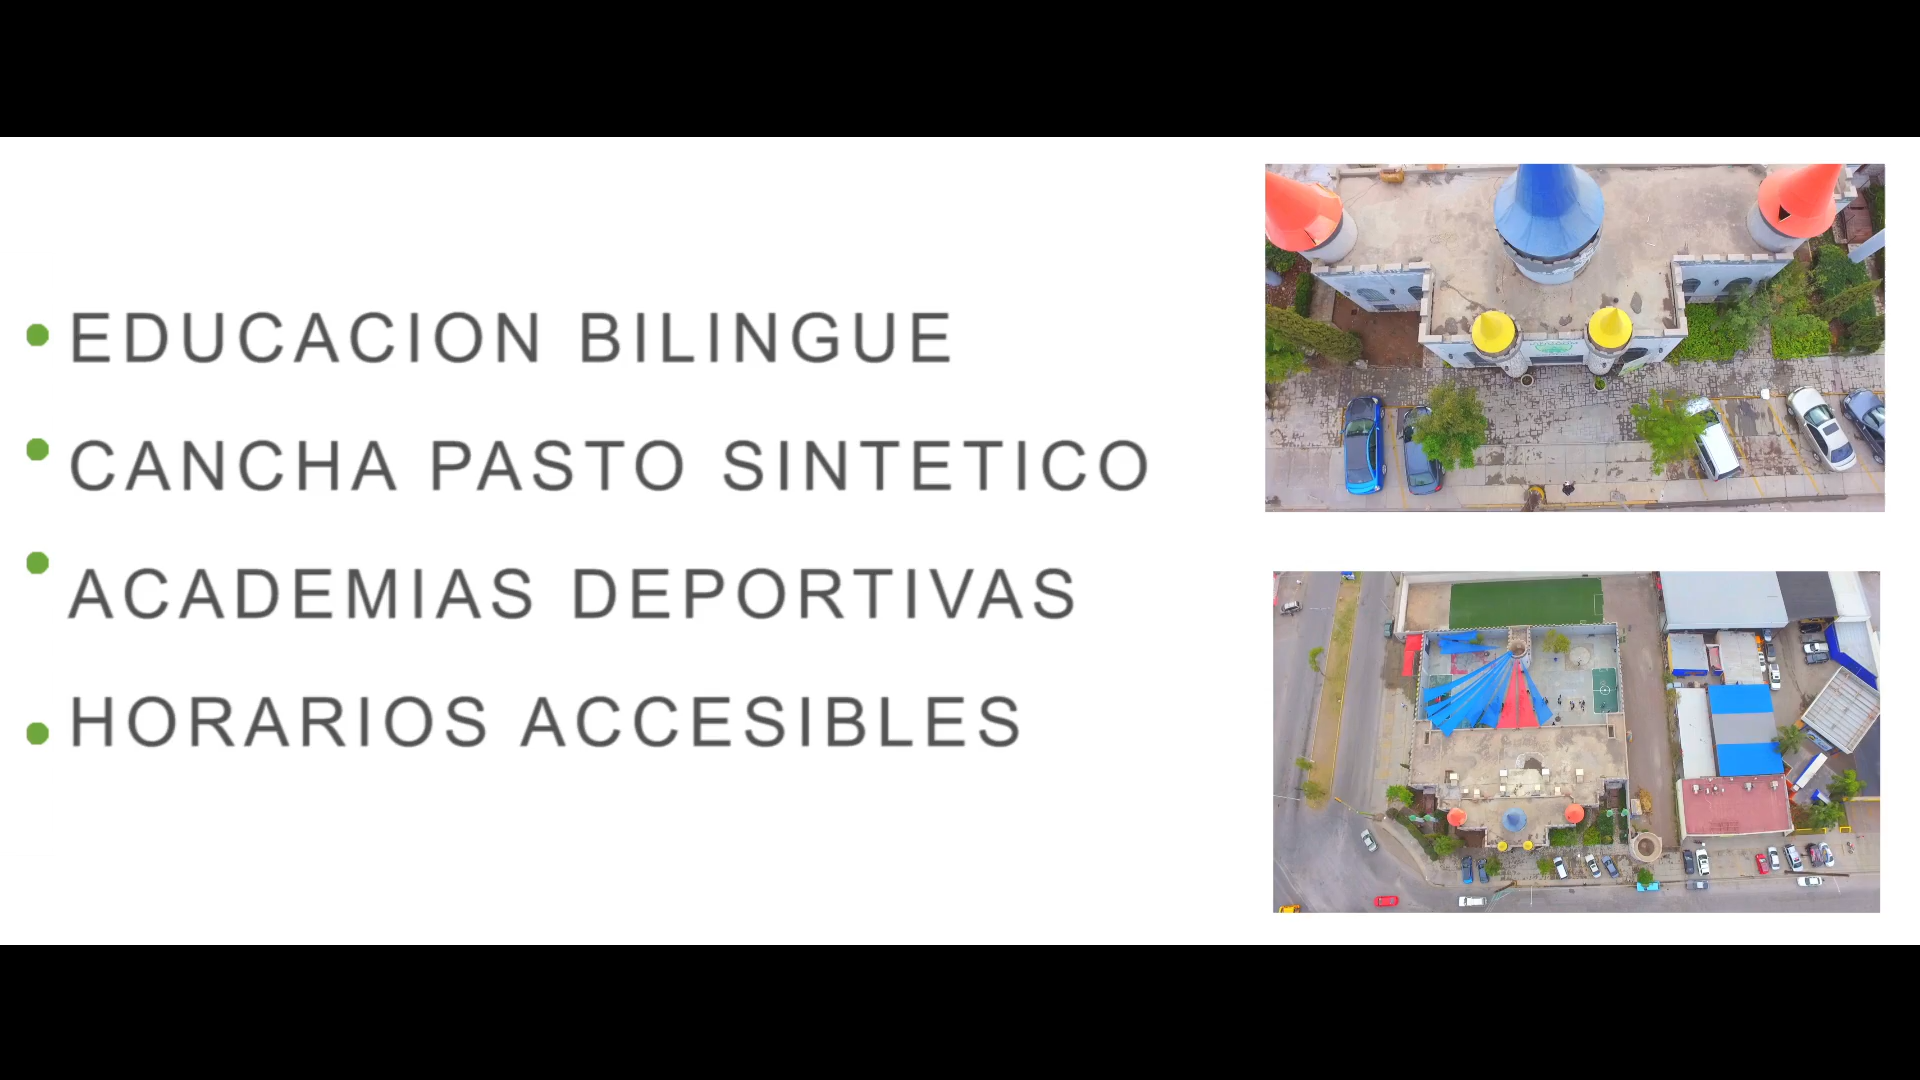 EDUCACION BILINGUE
CANCHA PASTO SINTETICO
ACADEMIAS DEPORTIVAS
HORARIOS ACCESIBLES